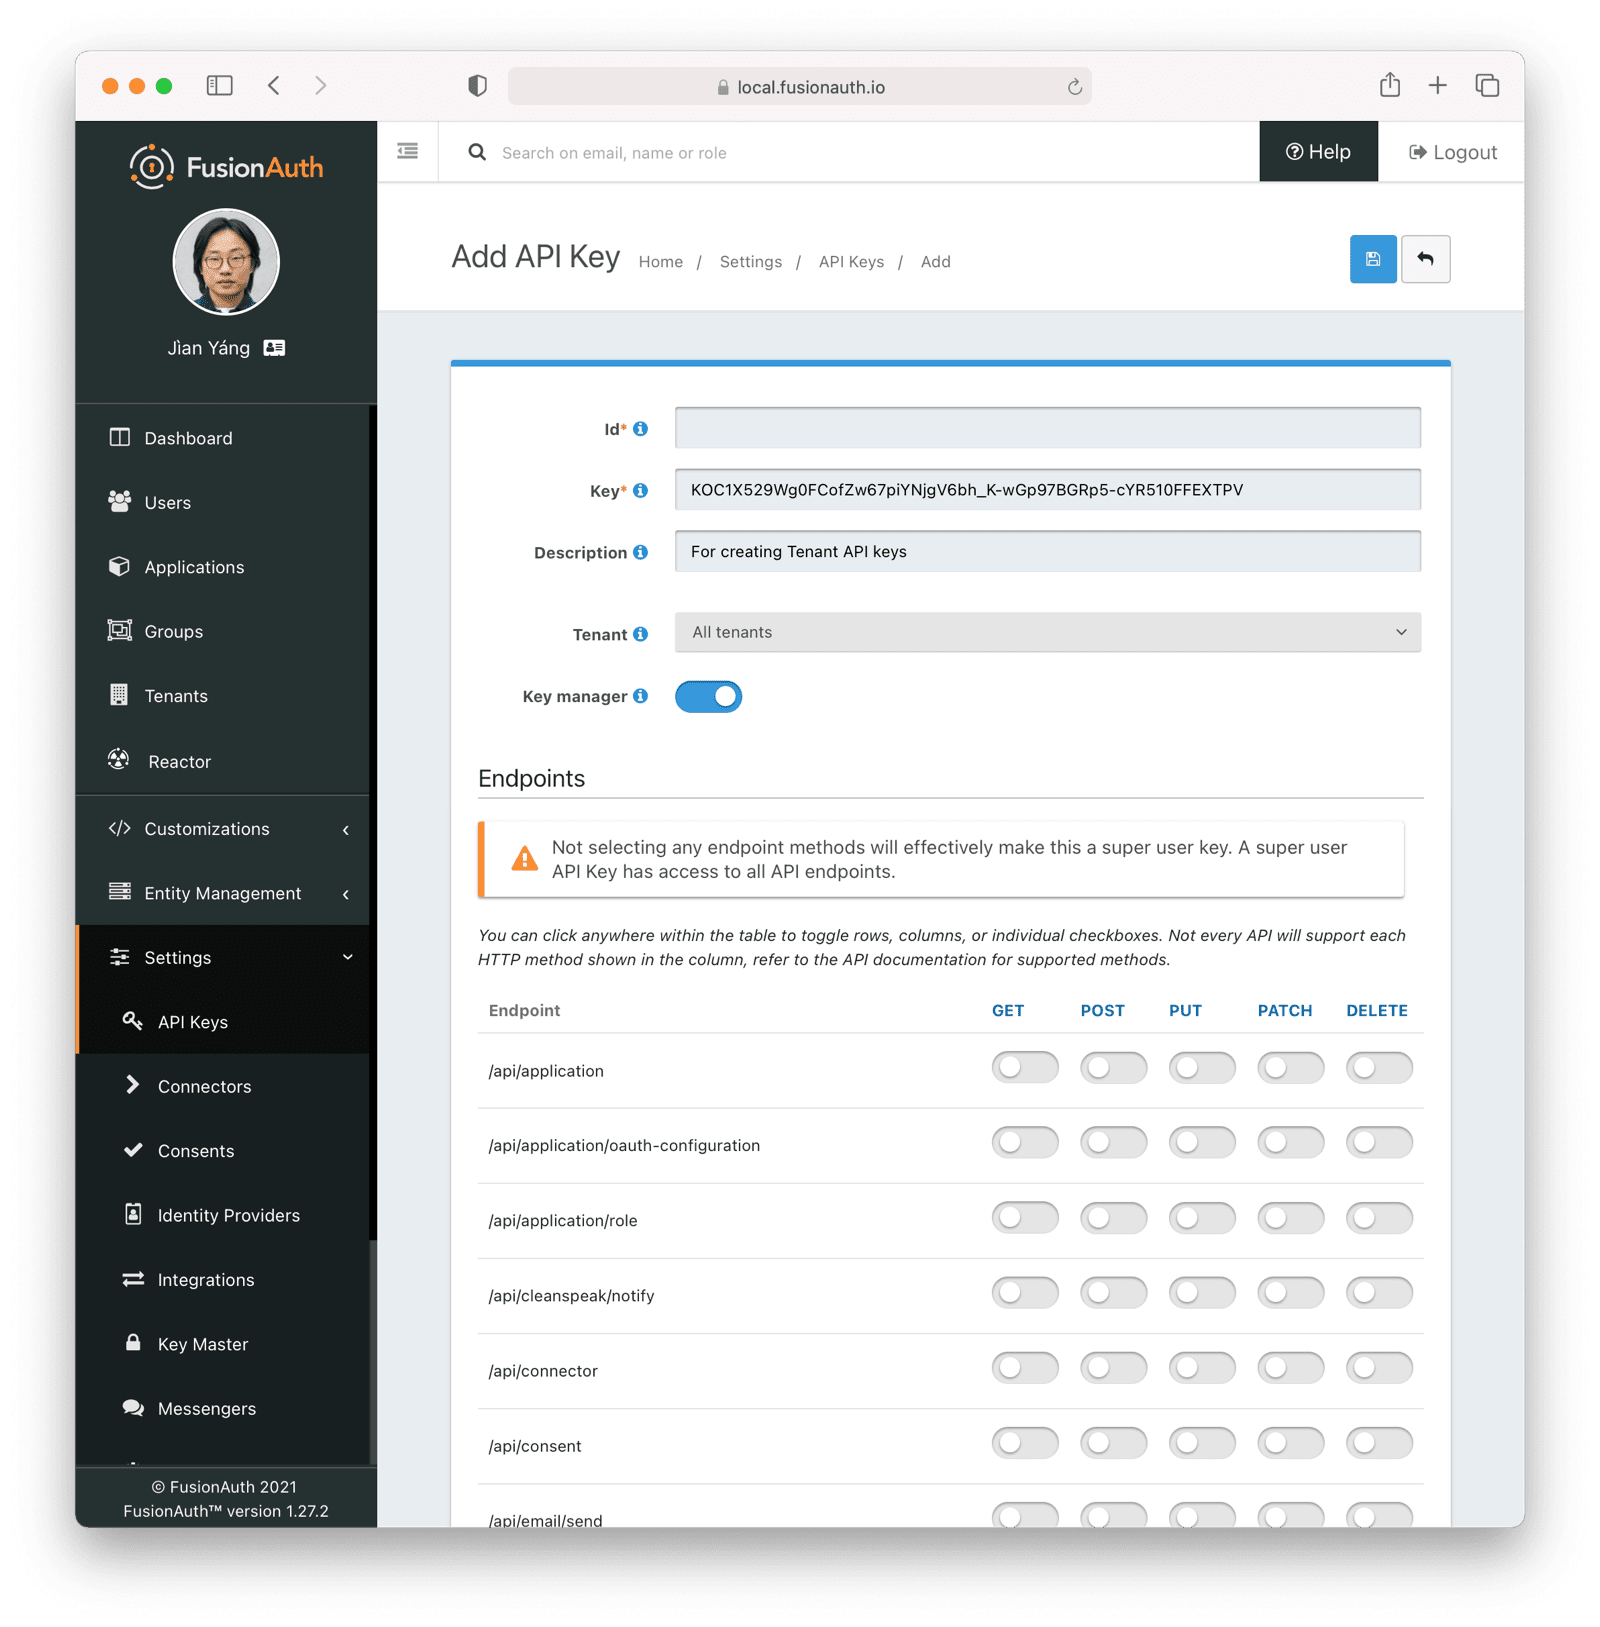 local.fusionauth.io
FusionAuth
Search on email, name or role
Help
Logout
Jìan Yáng
Add API Key
Home / Settings / API Keys / Add
Dashboard
Users
Applications
Groups
Tenants
Reactor
Customizations
Entity Management
Settings
API Keys
Connectors
Consents
Identity Providers
Integrations
Key Master
Messengers
© FusionAuth 2021
FusionAuth™ version 1.27.2
Id*
Key* KOC1X529Wg0FCofZw67piYNjgV6bh_K-wGp97BGRp5-cYR510FFEXTPV
Description For creating Tenant API keys
Tenant All tenants
Key manager
Endpoints
Not selecting any endpoint methods will effectively make this a super user key. A super user
API Key has access to all API endpoints.
You can click anywhere within the table to toggle rows, columns, or individual checkboxes. Not every API will support each
HTTP method shown in the column, refer to the API documentation for supported methods.
Endpoint GET POST PUT PATCH DELETE
/api/application
/api/application/oauth-configuration
/api/application/role
/api/cleanspeak/notify
/api/connector
/api/consent
/api/email/send